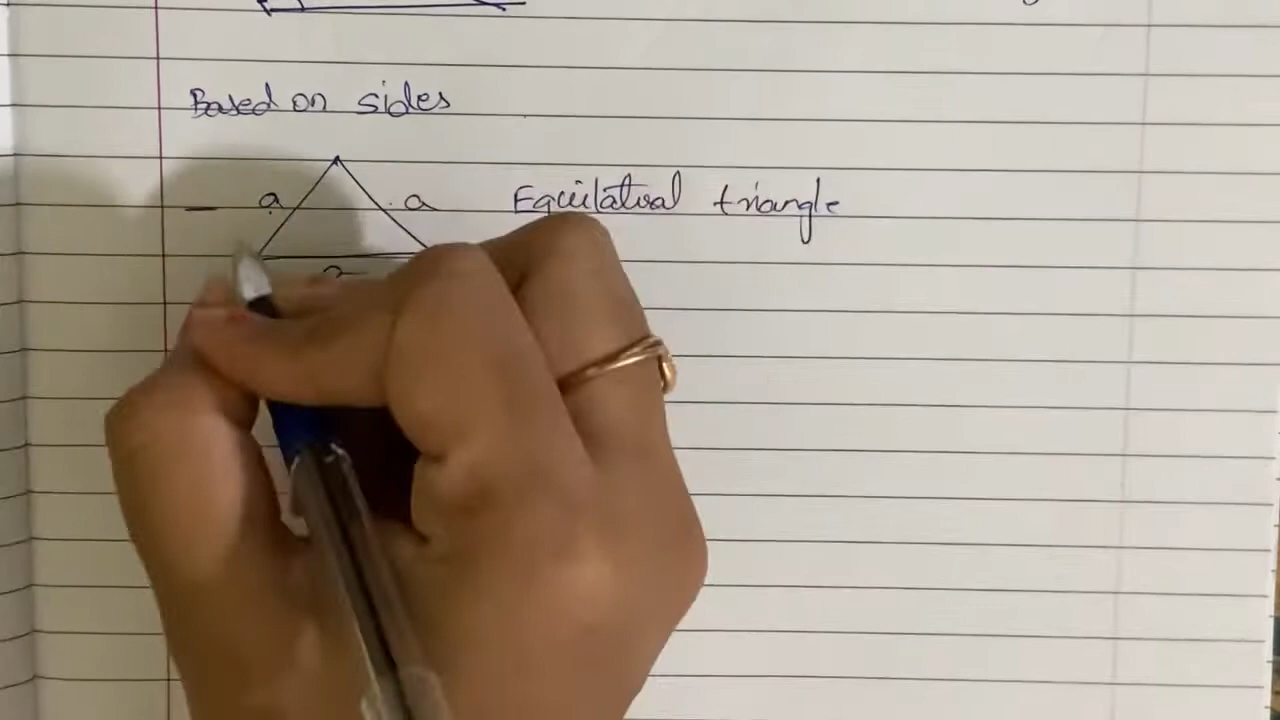 Based on sides
a a Equilateral triangle
a